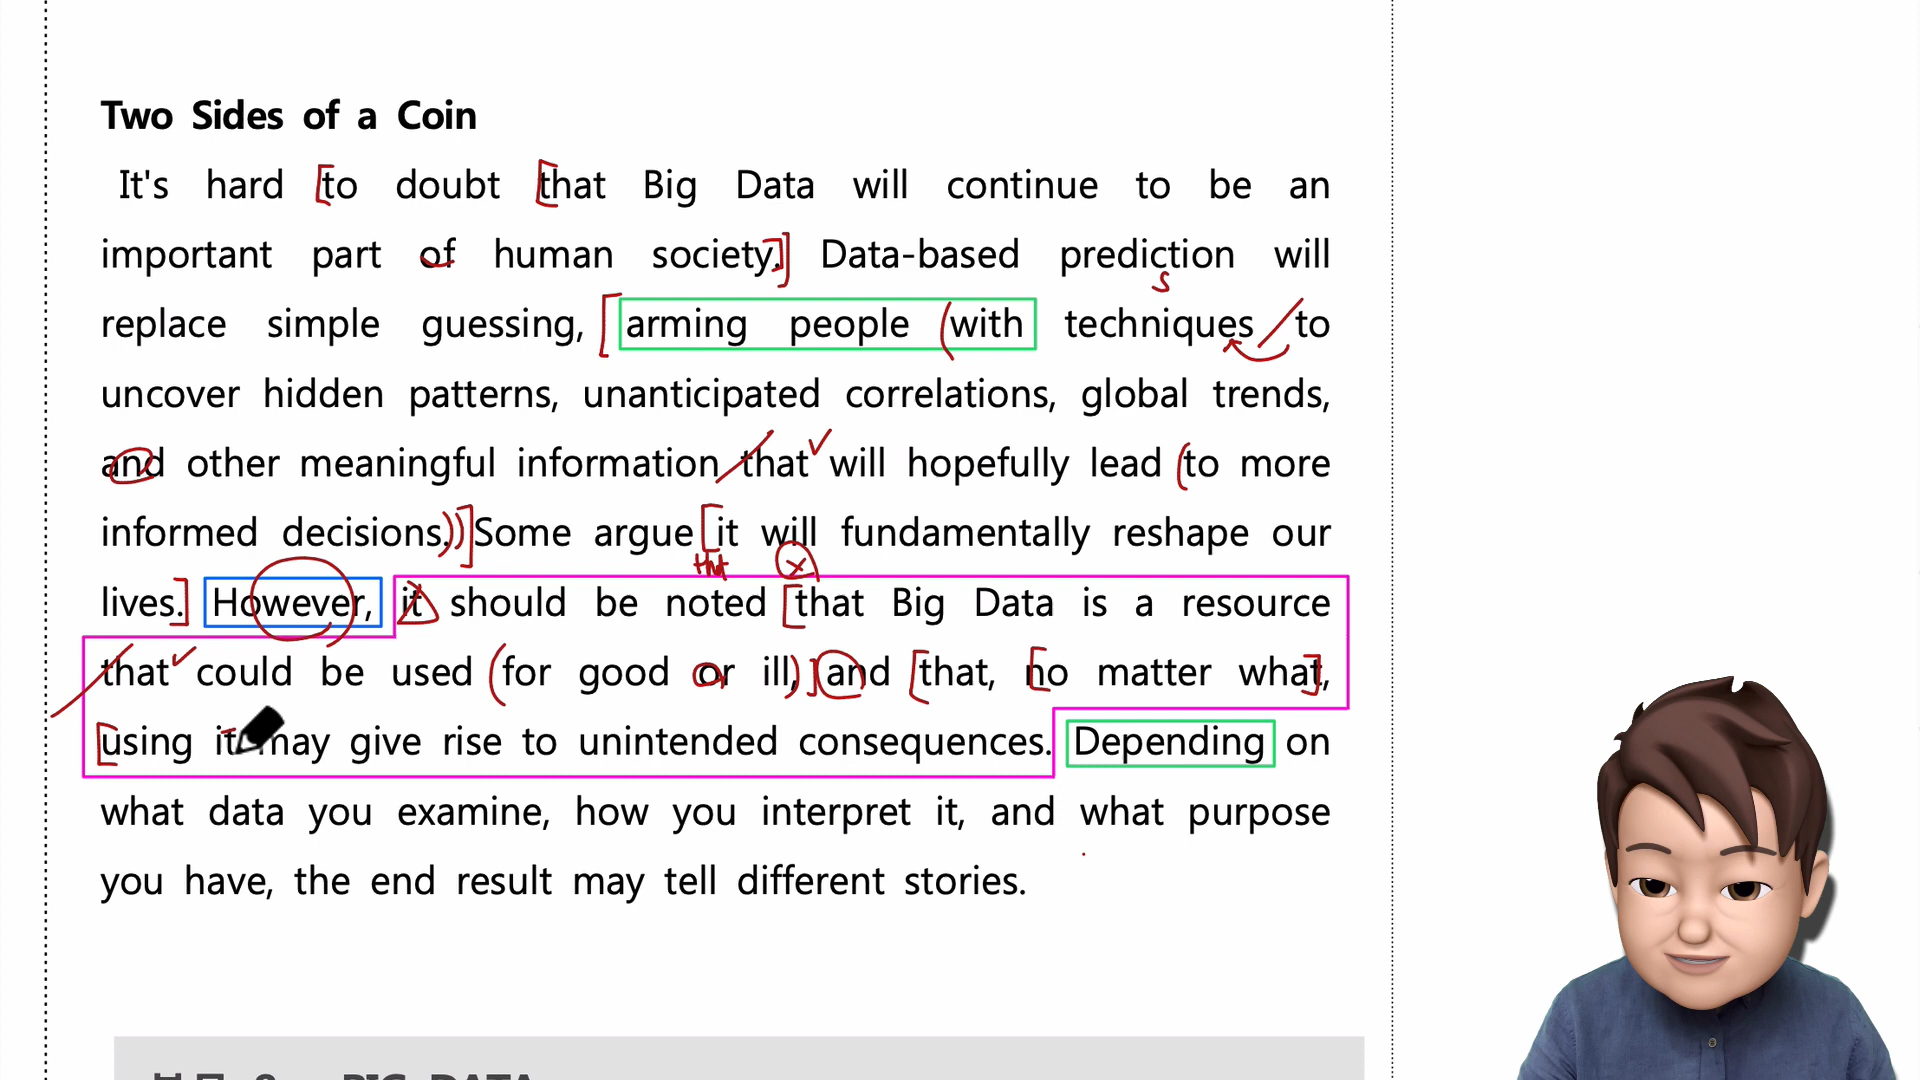 Two Sides of a Coin
It's hard to doubt that Big Data will continue to be an
important part of human society. Data-based prediction will
s
replace simple guessing, arming people with techniques to
uncover hidden patterns, unanticipated correlations, global trends,
and other meaningful information that will hopefully lead to more
informed decisions. Some argue it will fundamentally reshape our
that x
lives. However, it should be noted that Big Data is a resource
that could be used for good or ill, and that, no matter what,
using it may give rise to unintended consequences. Depending on
what data you examine, how you interpret it, and what purpose
you have, the end result may tell different stories.
BIG DATA